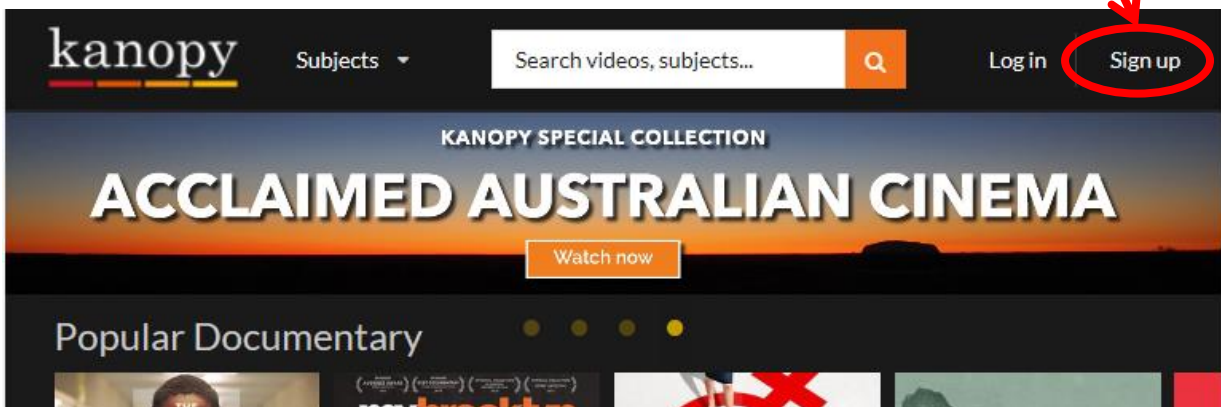 kanopy
Subjects
Search videos, subjects...
Log in
Sign up
KANOPY SPECIAL COLLECTION
ACCLAIMED AUSTRALIAN CINEMA
Watch now
Popular Documentary
THE